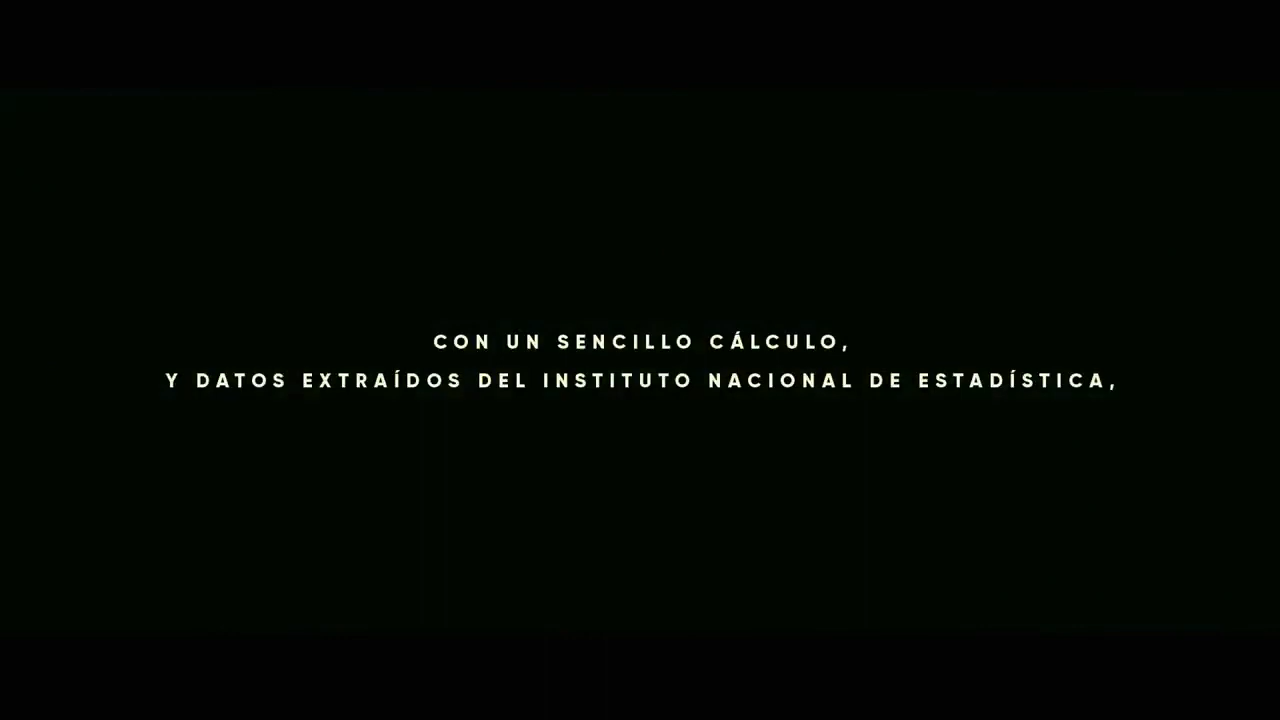 CON UN SENCILLO CÁLCULO,
Y DATOS EXTRAÍDOS DEL INSTITUTO NACIONAL DE ESTADÍSTICA,